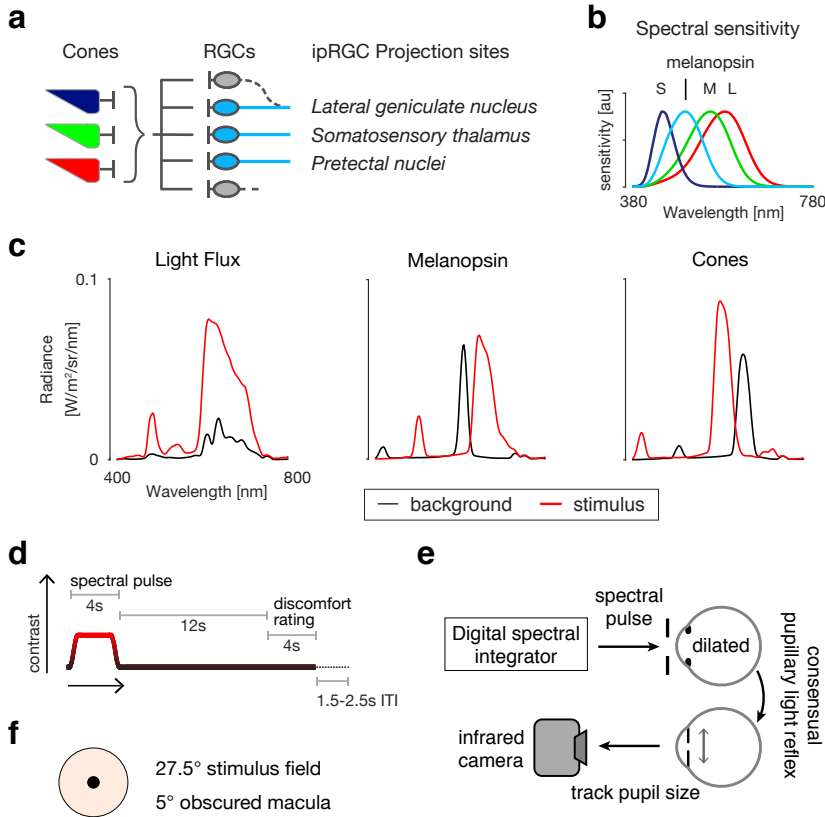 a
Cones
RGCs
ipRGC Projection sites
Lateral geniculate nucleus
Somatosensory thalamus
Pretectal nuclei
b
Spectral sensitivity
melanopsin
S
M
L
sensitivity [au]
380
780
Wavelength [nm]
c
Light Flux
Melanopsin
Cones
0.1
Radiance
[W/m²/sr/nm]
0
400
800
Wavelength [nm]
background
stimulus
d
spectral pulse
4s
12s
discomfort
rating
4s
contrast
1.5-2.5s ITI
e
Digital spectral
integrator
spectral
pulse
dilated
consensual
pupillary light reflex
infrared
camera
track pupil size
f
27.5° stimulus field
5° obscured macula